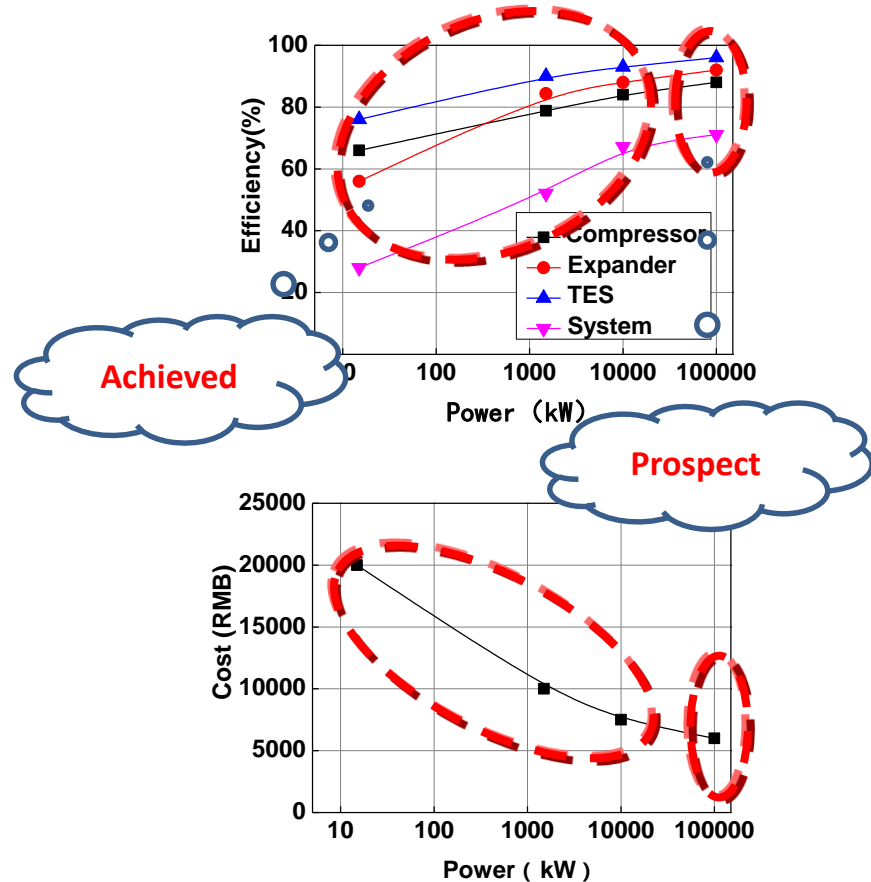 100
80
60
40
20
Efficiency(%)
Compressor
Expander
TES
System
0
100
1000
10000
100000
Power（kW）
Achieved
Prospect
25000
20000
15000
10000
5000
0
Cost (RMB)
10
100
1000
10000
100000
Power ( kW )